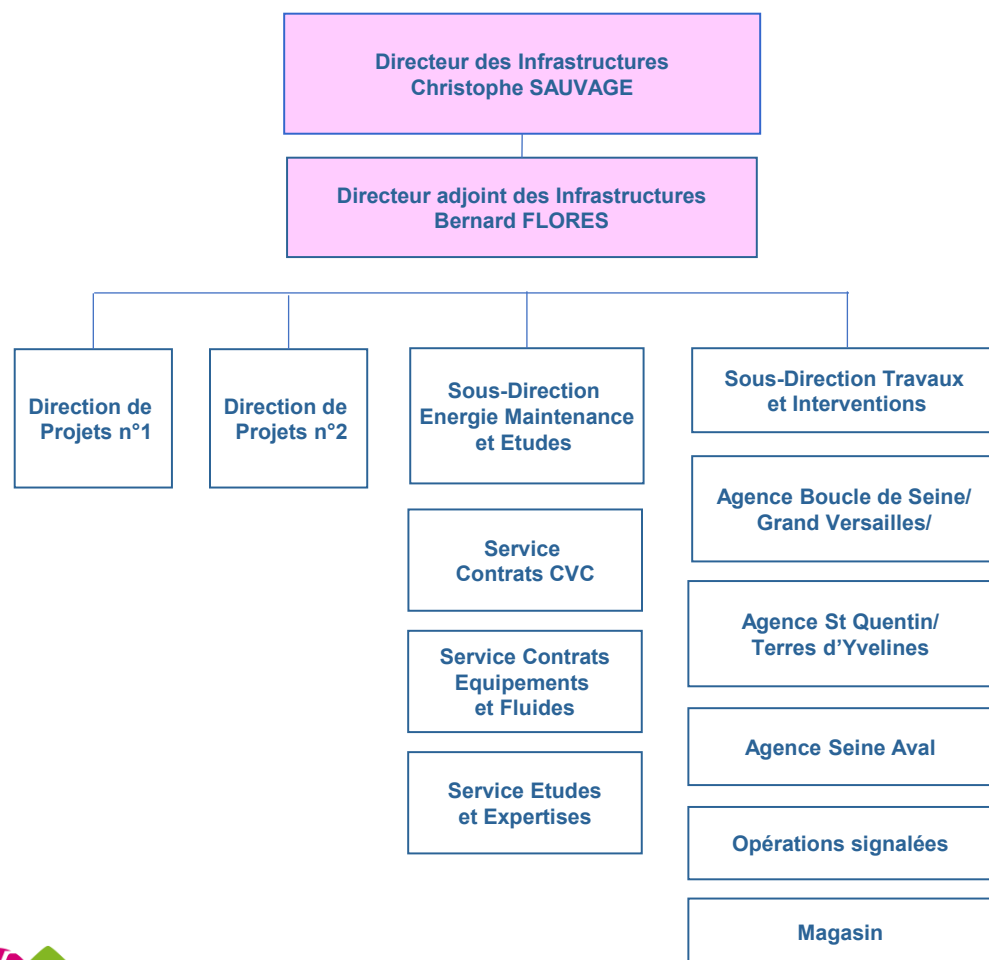 Directeur des Infrastructures
Christophe SAUVAGE
Directeur adjoint des Infrastructures
Bernard FLORES
Direction de
Projets n°1
Direction de
Projets n°2
Sous-Direction
Energie Maintenance
et Etudes
Service
Contrats CVC
Service Contrats
Equipements
et Fluides
Service Etudes
et Expertises
Sous-Direction Travaux
et Interventions
Agence Boucle de Seine/
Grand Versailles/
Agence St Quentin/
Terres d'Yvelines
Agence Seine Aval
Opérations signalées
Magasin